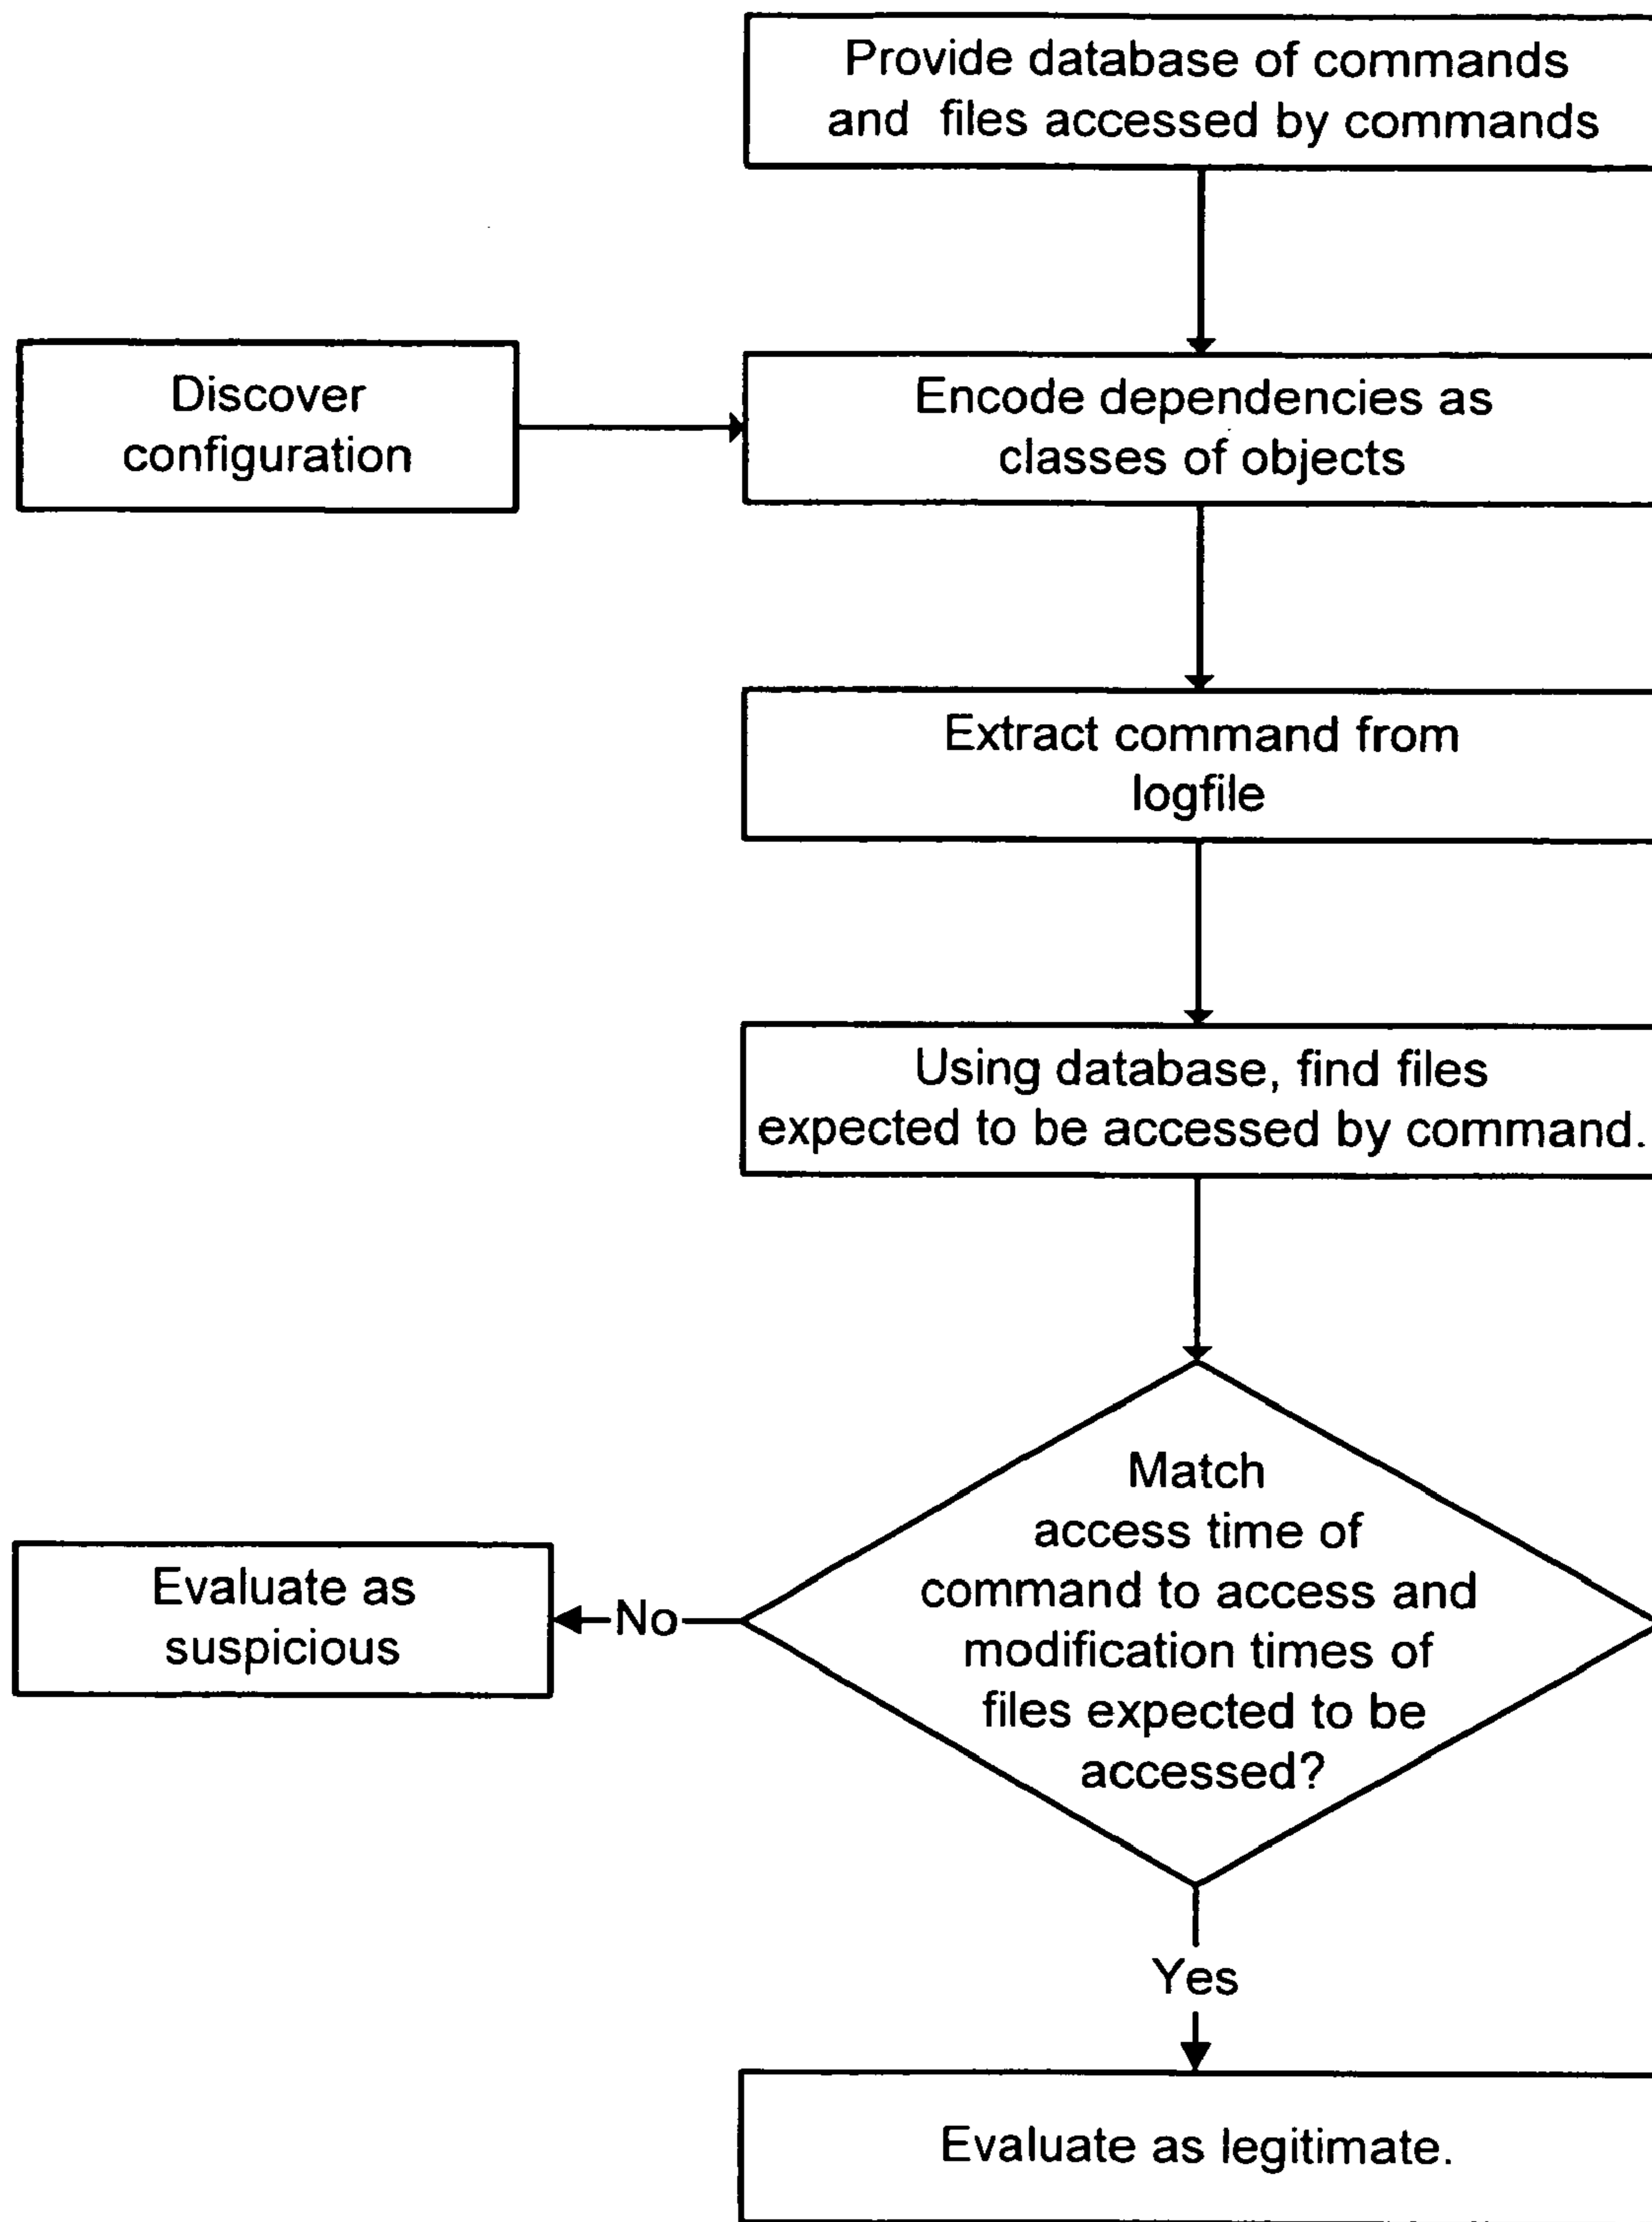 Provide database of commands
and files accessed by commands
Discover
configuration
Encode dependencies as
classes of objects
Extract command from
logfile
Using database, find files
expected to be accessed by command.
Match
access time of
command to access and
modification times of
files expected to be
accessed?
No
Evaluate as
suspicious
Yes
Evaluate as legitimate.